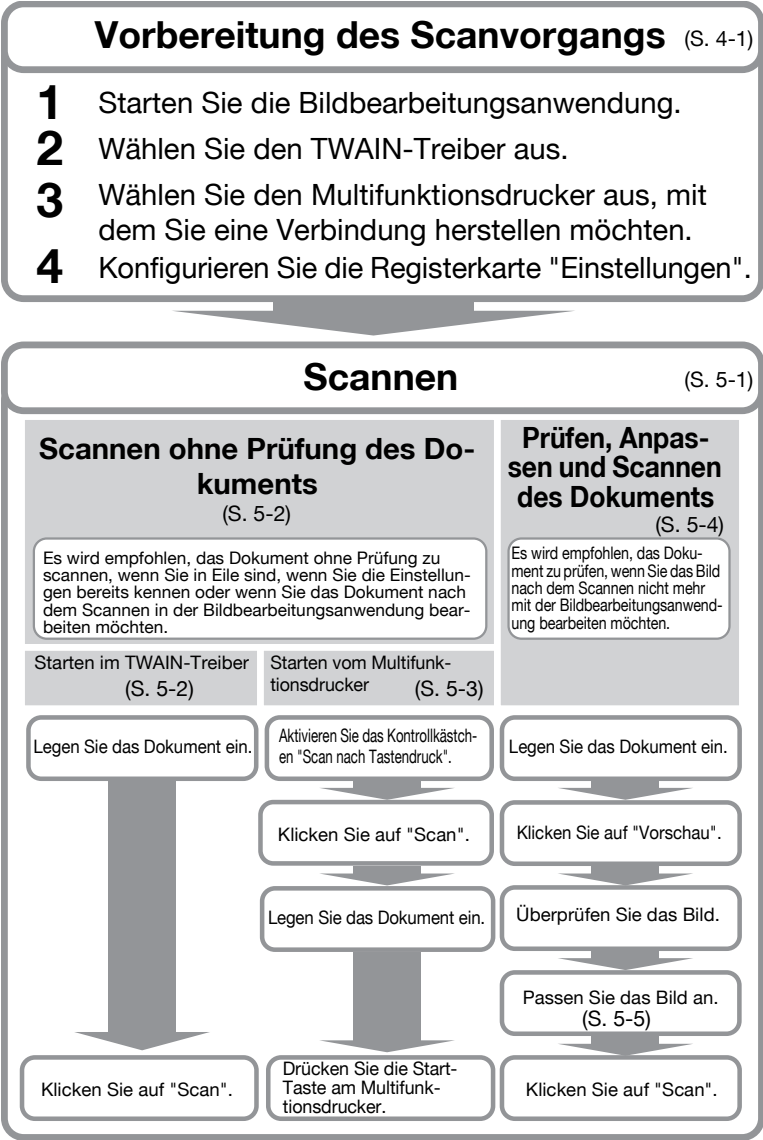 Vorbereitung des Scanvorgangs (S. 4-1)
1 Starten Sie die Bildbearbeitungsanwendung.
2 Wählen Sie den TWAIN-Treiber aus.
3 Wählen Sie den Multifunktionsdrucker aus, mit
dem Sie eine Verbindung herstellen möchten.
4 Konfigurieren Sie die Registerkarte "Einstellungen".
Scannen (S. 5-1)
Scannen ohne Prüfung des Do-
kuments
(S. 5-2)
Es wird empfohlen, das Dokument ohne Prüfung zu
scannen, wenn Sie in Eile sind, wenn Sie die Einstellun-
gen bereits kennen oder wenn Sie das Dokument nach
dem Scannen in der Bildbearbeitungsanwendung bear-
beiten möchten.
Starten im TWAIN-Treiber
(S. 5-2)
Legen Sie das Dokument ein.
Klicken Sie auf "Scan".
Starten vom Multifunk-
tionsdrucker (S. 5-3)
Aktivieren Sie das Kontrollkästch-
en "Scan nach Tastendruck".
Klicken Sie auf "Scan".
Legen Sie das Dokument ein.
Drücken Sie die Start-
Taste am Multifunk-
tionsdrucker.
Prüfen, Anpas-
sen und Scannen
des Dokuments
(S. 5-4)
Es wird empfohlen, das Doku-
ment zu prüfen, wenn Sie das Bild
nach dem Scannen nicht mehr
mit der Bildbearbeitungsanwend-
ung bearbeiten möchten.
Legen Sie das Dokument ein.
Klicken Sie auf "Vorschau".
Überprüfen Sie das Bild.
Passen Sie das Bild an.
(S. 5-5)
Klicken Sie auf "Scan".